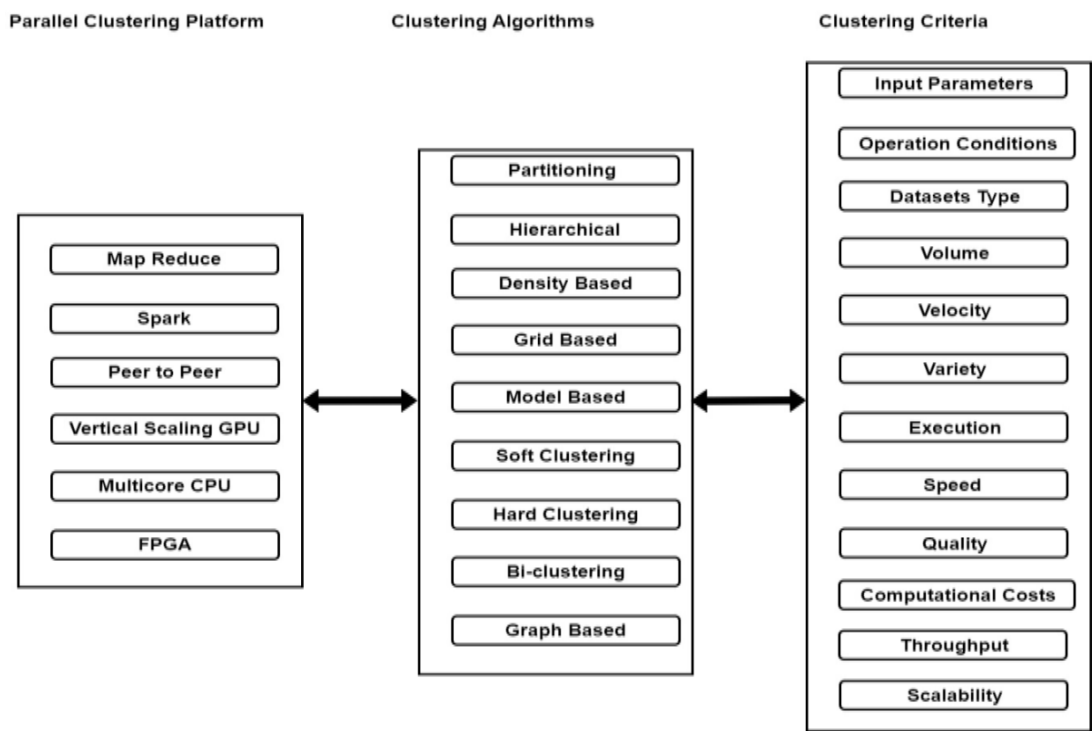 Parallel Clustering Platform
Clustering Algorithms
Clustering Criteria
Map Reduce
Spark
Peer to Peer
Vertical Scaling GPU
Multicore CPU
FPGA
Partitioning
Hierarchical
Density Based
Grid Based
Model Based
Soft Clustering
Hard Clustering
Bi-clustering
Graph Based
Input Parameters
Operation Conditions
Datasets Type
Volume
Velocity
Variety
Execution
Speed
Quality
Computational Costs
Throughput
Scalability